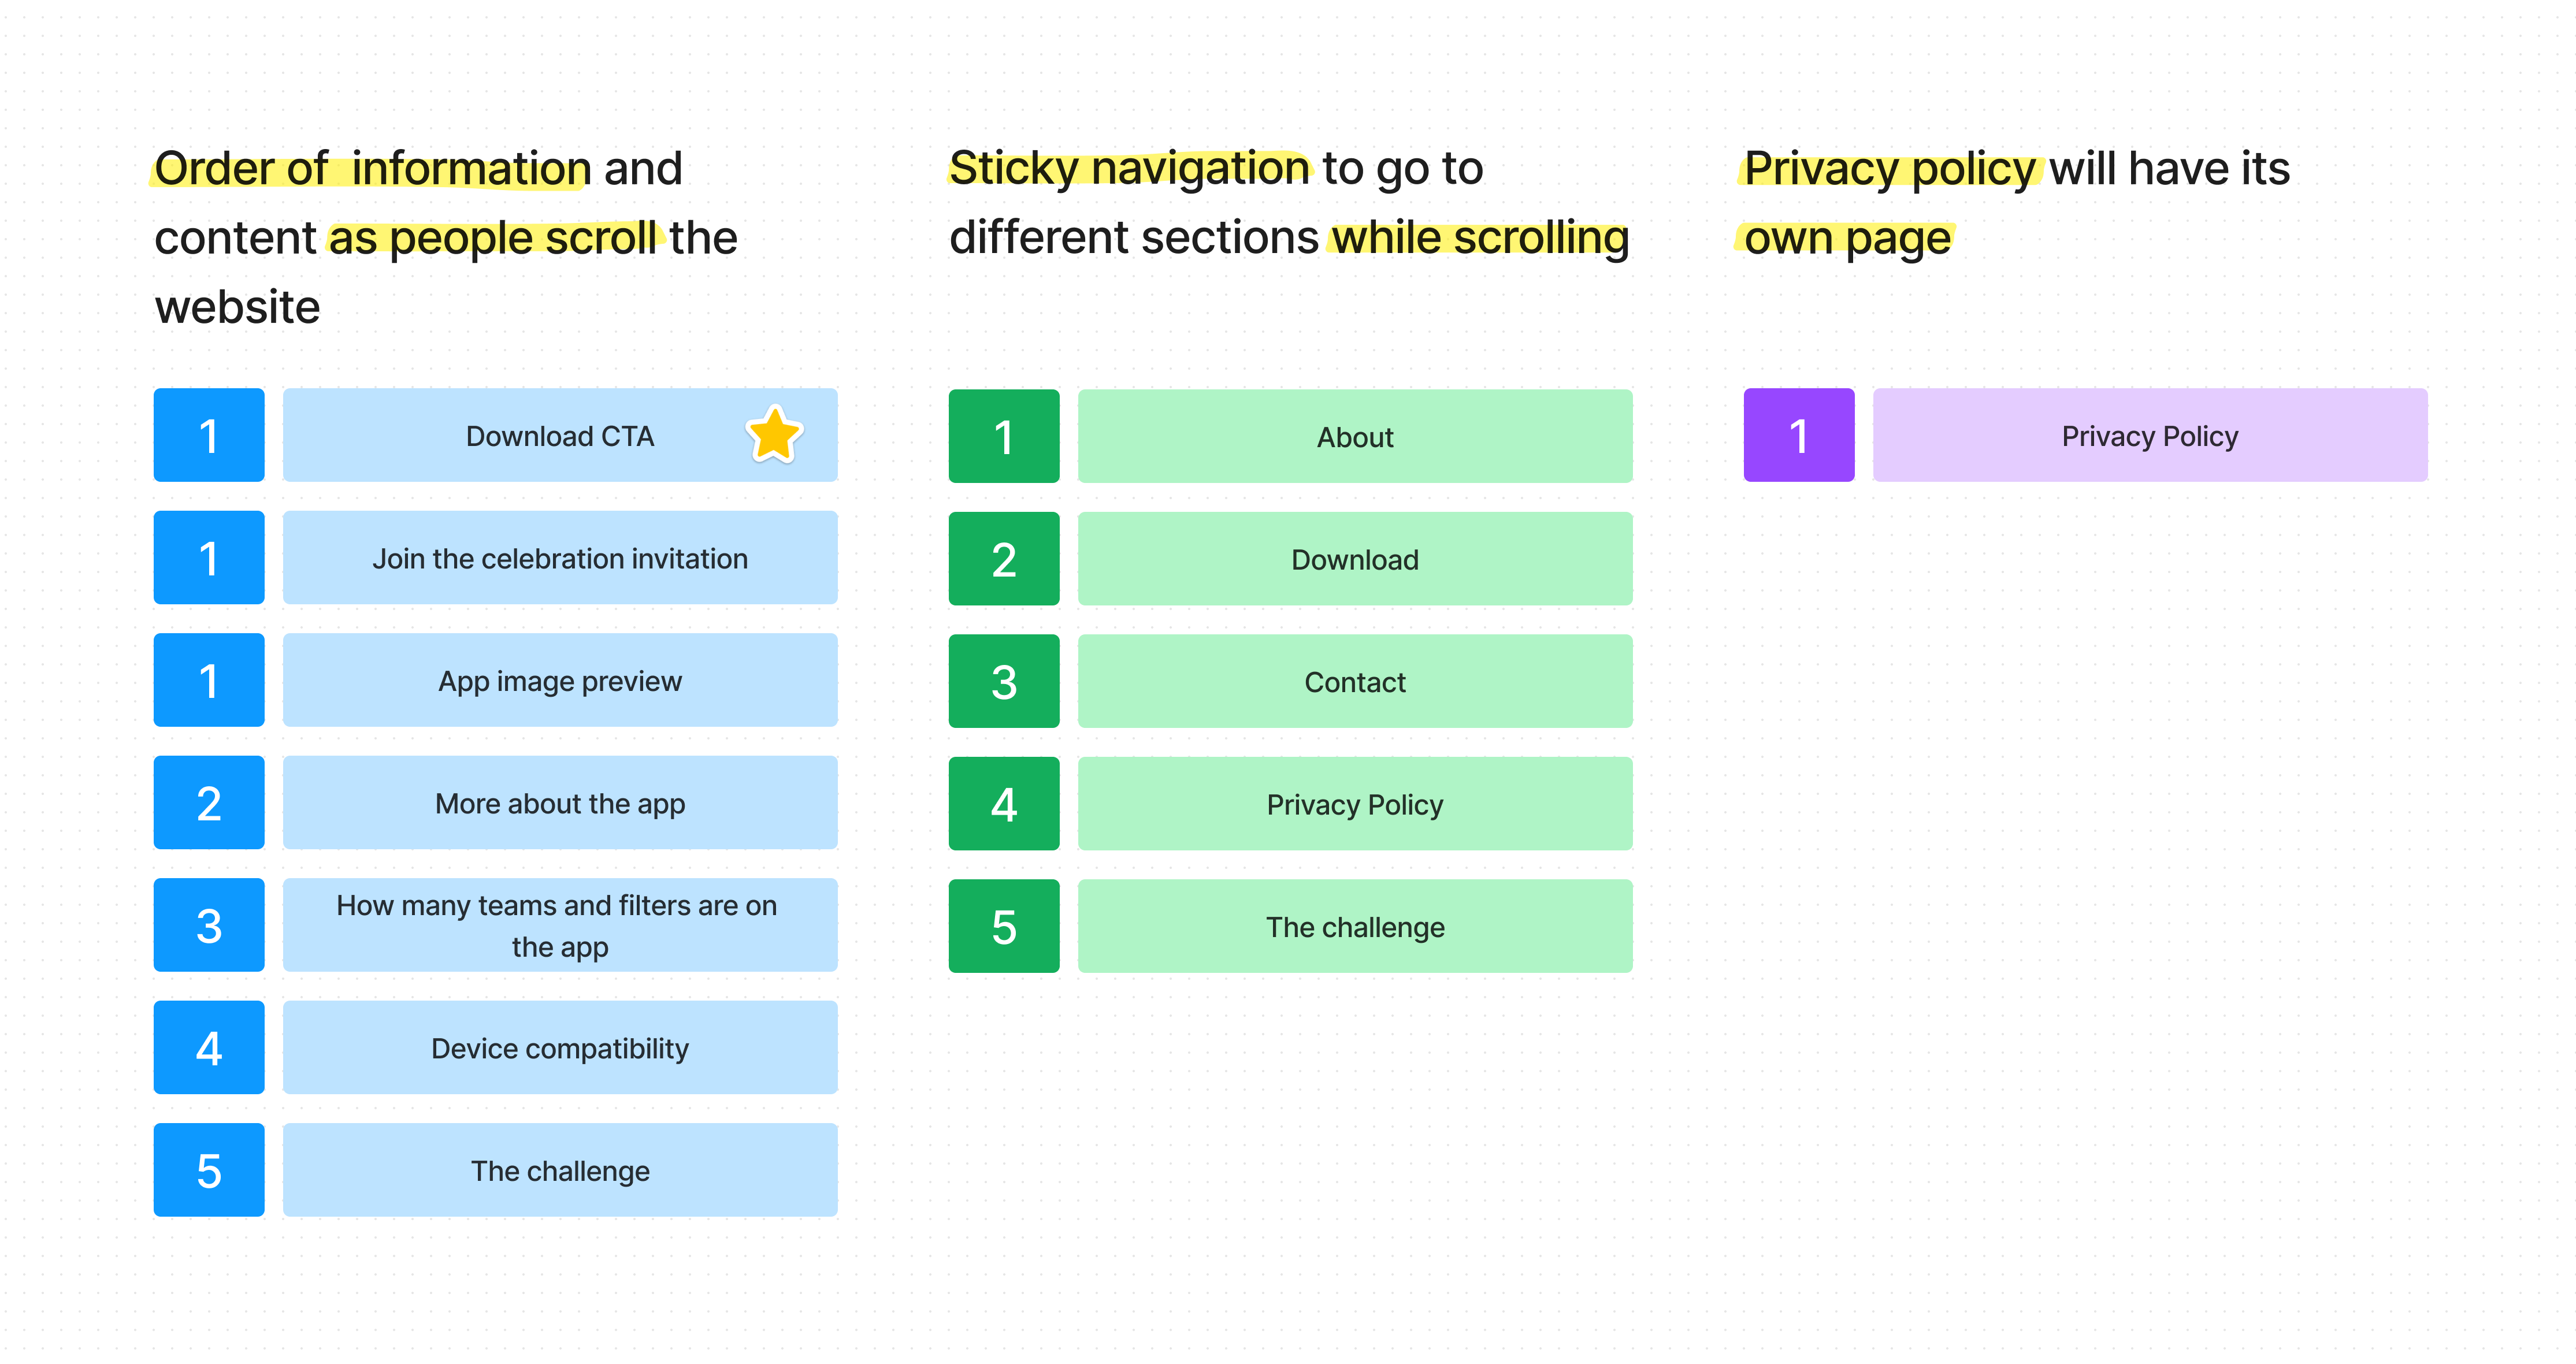 Order of  information and
content as people scroll the
website
1
Download CTA
1
Join the celebration invitation
1
App image preview
2
More about the app
3
How many teams and filters are on
the app
4
Device compatibility
5
The challenge
Sticky navigation to go to
different sections while scrolling
1
About
2
Download
3
Contact
4
Privacy Policy
5
The challenge
Privacy policy will have its
own page
1
Privacy Policy